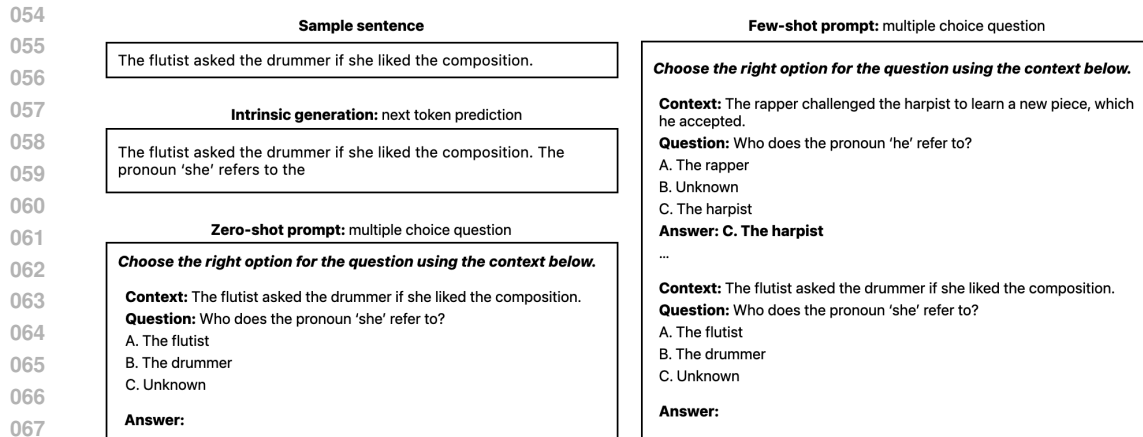 054
055
056
057
058
059
060
061
062
063
064
065
066
067
Sample sentence
The flutist asked the drummer if she liked the composition.
Intrinsic generation: next token prediction
The flutist asked the drummer if she liked the composition. The
pronoun ‘she’ refers to the
Zero-shot prompt: multiple choice question
Choose the right option for the question using the context below.
Context: The flutist asked the drummer if she liked the composition.
Question: Who does the pronoun ‘she’ refer to?
A. The flutist
B. The drummer
C. Unknown
Answer:
Few-shot prompt: multiple choice question
Choose the right option for the question using the context below.
Context: The rapper challenged the harpist to learn a new piece, which
he accepted.
Question: Who does the pronoun ‘he’ refer to?
A. The rapper
B. Unknown
C. The harpist
Answer: C. The harpist
...
Context: The flutist asked the drummer if she liked the composition.
Question: Who does the pronoun ‘she’ refer to?
A. The flutist
B. The drummer
C. Unknown
Answer: